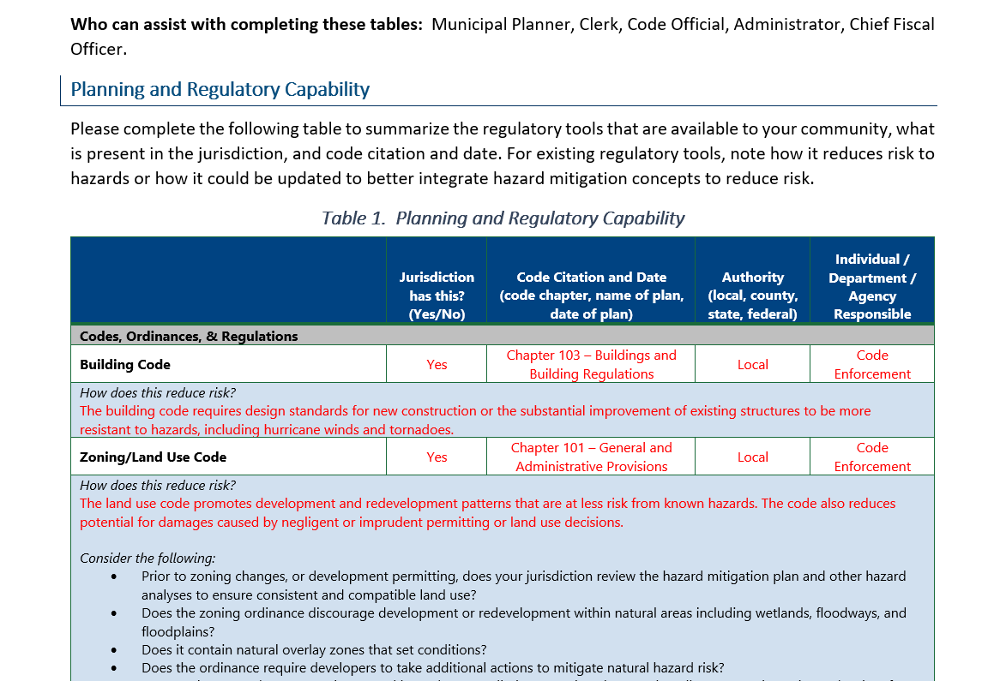 Who can assist with completing these tables: Municipal Planner, Clerk, Code Official, Administrator, Chief Fiscal
Officer.
Planning and Regulatory Capability
Please complete the following table to summarize the regulatory tools that are available to your community, what
is present in the jurisdiction, and code citation and date. For existing regulatory tools, note how it reduces risk to
hazards or how it could be updated to better integrate hazard mitigation concepts to reduce risk.
Table 1. Planning and Regulatory Capability
Jurisdiction
has this?
(Yes/No)
Code Citation and Date
(code chapter, name of plan,
date of plan)
Authority
(local, county,
state, federal)
Individual /
Department /
Agency
Responsible
Codes, Ordinances, & Regulations
Building Code
Yes
Chapter 103 – Buildings and
Building Regulations
Local
Code
Enforcement
How does this reduce risk?
The building code requires design standards for new construction or the substantial improvement of existing structures to be more
resistant to hazards, including hurricane winds and tornadoes.
Zoning/Land Use Code
Yes
Chapter 101 – General and
Administrative Provisions
Local
Code
Enforcement
How does this reduce risk?
The land use code promotes development and redevelopment patterns that are at less risk from known hazards. The code also reduces
potential for damages caused by negligent or imprudent permitting or land use decisions.
Consider the following:
• Prior to zoning changes, or development permitting, does your jurisdiction review the hazard mitigation plan and other hazard
analyses to ensure consistent and compatible land use?
• Does the zoning ordinance discourage development or redevelopment within natural areas including wetlands, floodways, and
floodplains?
• Does it contain natural overlay zones that set conditions?
• Does the ordinance require developers to take additional actions to mitigate natural hazard risk?